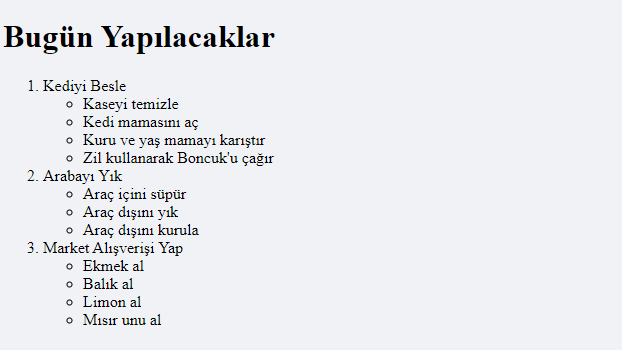 Bugün Yapılacaklar
1. Kediyi Besle
Kaseyi temizle
Kedi mamasını aç
Kuru ve yaş mamayı karıştır
Zil kullanarak Boncuk'u çağır
2. Arabayı Yık
Araç içini süpür
Araç dışını yık
Araç dışını kurula
3. Market Alışverişi Yap
Ekmek al
Balık al
Limon al
Mısır unu al